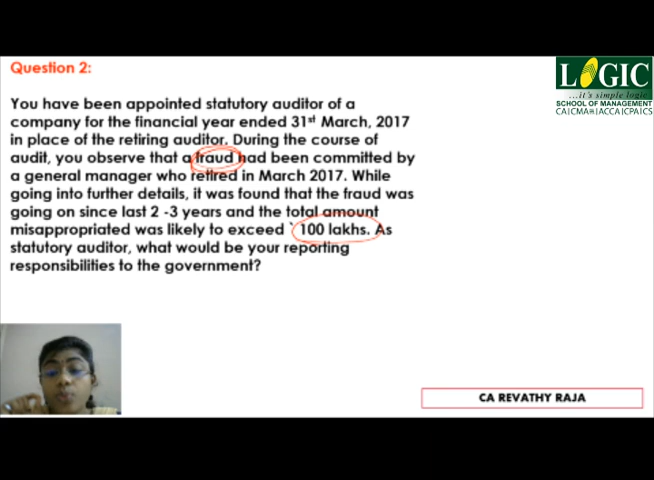 Question 2:
LOGIC
...it's simple logic
SCHOOL OF MANAGEMENT
You have been appointed statutory auditor of a
company for the financial year ended 31st March, 2017
in place of the retiring auditor. During the course of
audit, you observe that a fraud had been committed by
a general manager who retired in March 2017. While
going into further details, it was found that the fraud was
going on since last 2 -3 years and the total amount
misappropriated was likely to exceed ` 100 lakhs. As
statutory auditor, what would be your reporting
responsibilities to the government?
CA REVATHY RAJA